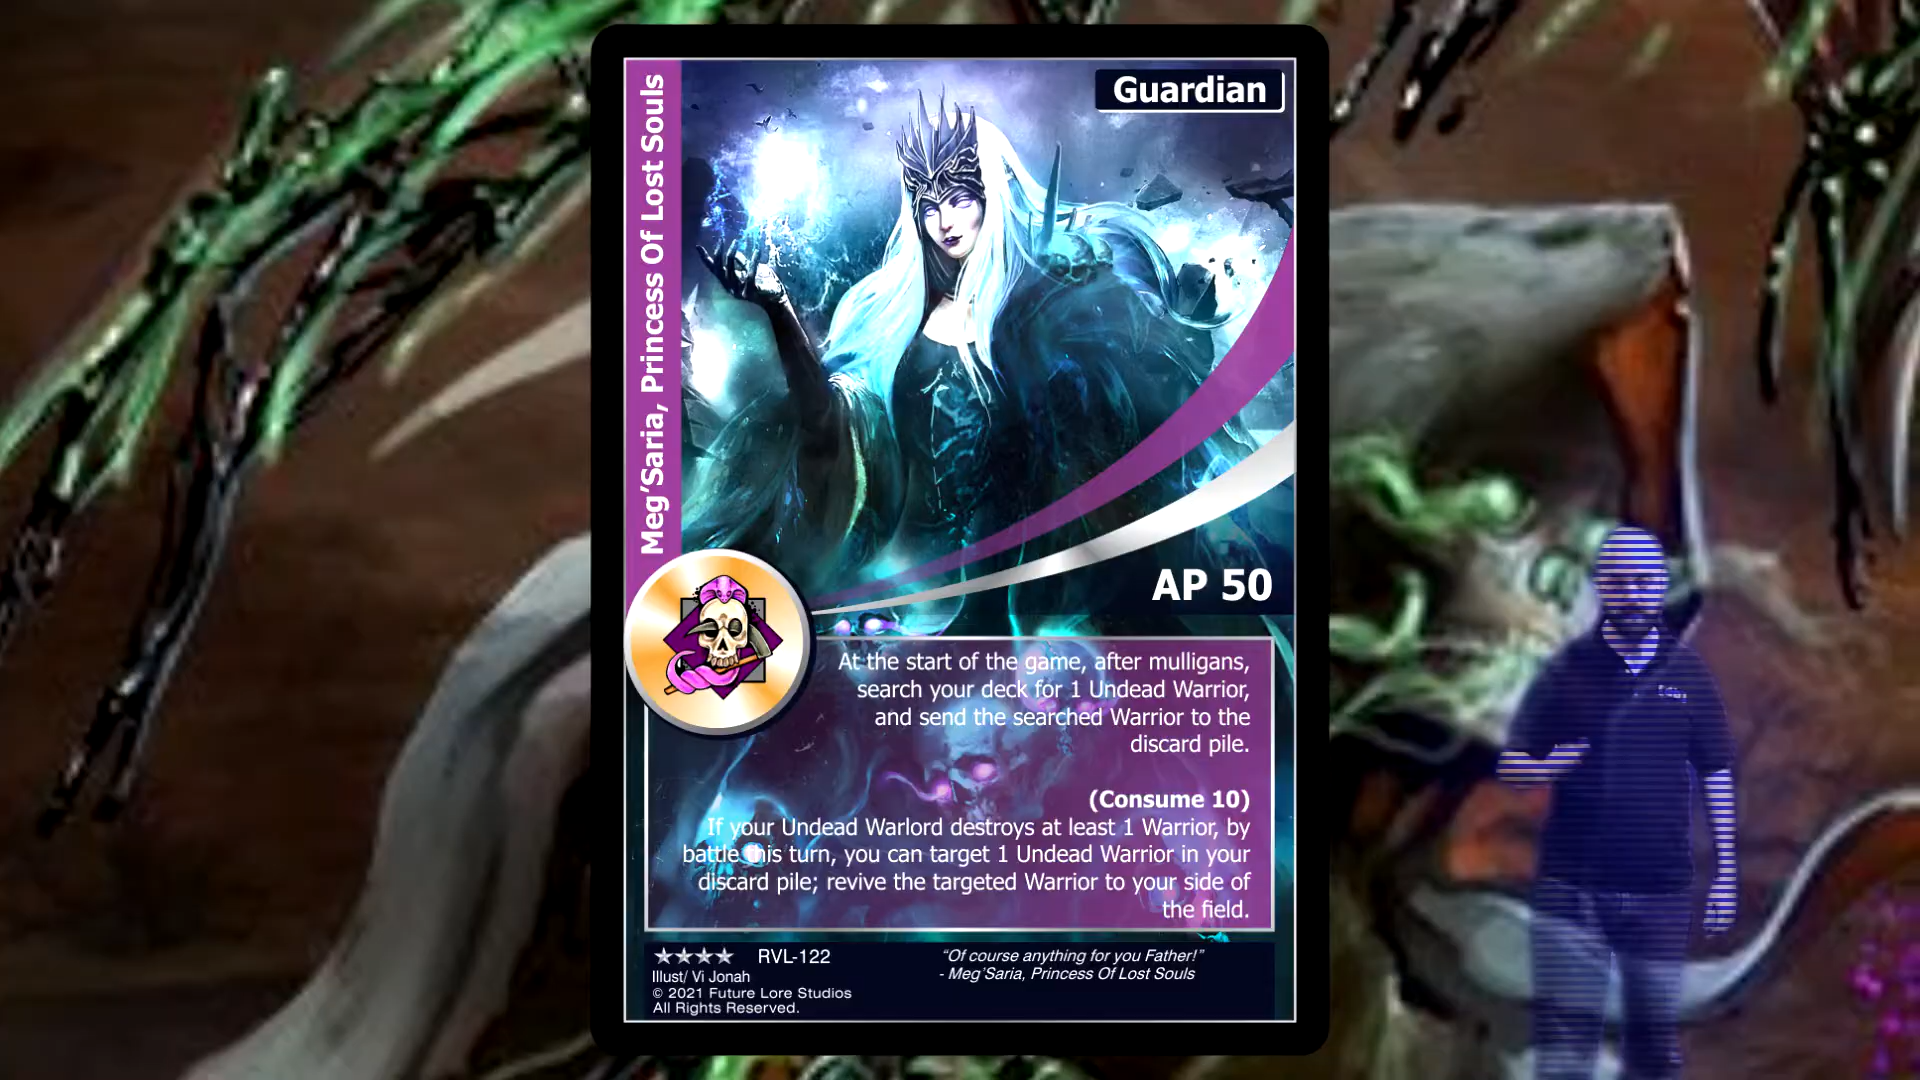 Guardian
Meg'Saria, Princess Of Lost Souls
AP 50
At the start of the game, after mulligans,
search your deck for 1 Undead Warrior,
and send the searched Warrior to the
discard pile.
(Consume 10)
If your Undead Warlord destroys at least 1 Warrior, by
battle this turn, you can target 1 Undead Warrior in your
discard pile; revive the targeted Warrior to your side of
the field.
RVL-122
Illust/ Vi Jonah
© 2021 Future Lore Studios
All Rights Reserved.
"Of course anything for you Father!"
- Meg'Saria, Princess Of Lost Souls